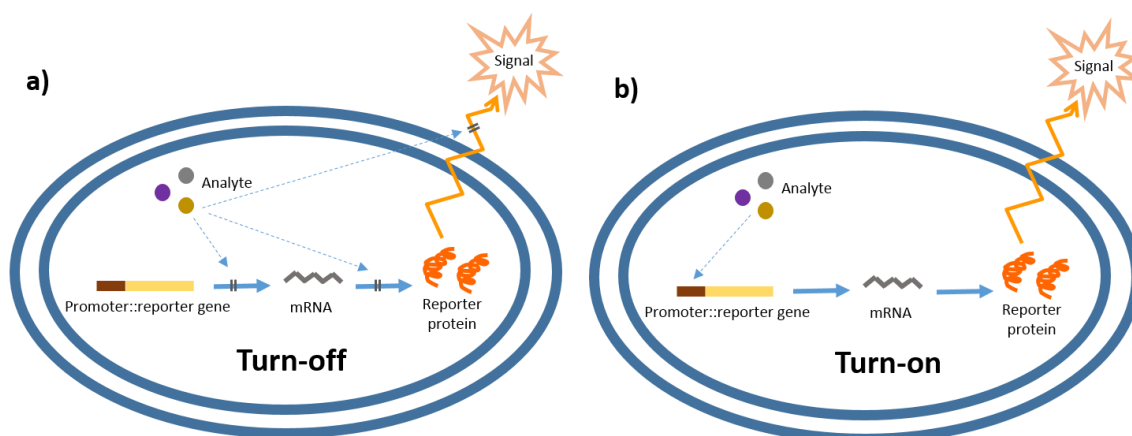 a)
Signal
Analyte
Promoter::reporter gene
mRNA
Reporter
protein
Turn-off
b)
Signal
Analyte
Promoter::reporter gene
mRNA
Reporter
protein
Turn-on